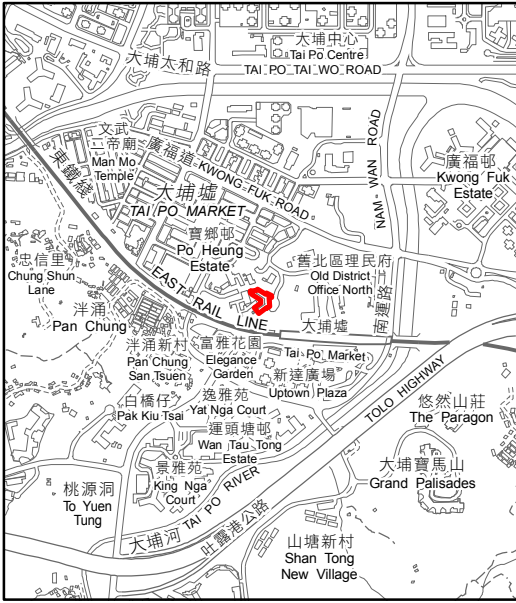 大埔中心
Tai Po Centre
大埔太和路
TAI PO TAI WO ROAD
文武
帝廟
Man Mo
Temple
廣福道 KWONG FUK ROAD
NAM WAN ROAD
南運路
廣福邨
Kwong Fuk
Estate
東鐵綫
EAST RAIL LINE
大埔墟
TAI PO MARKET
寶鄉邨
Po Heung
Estate
舊北區理民府
Old District
Office North
忠信里
Chung Shun
Lane
泮涌
Pan Chung
大埔墟
Tai Po Market
泮涌新村
Pan Chung
San Tsuen
富雅花園
Elegance
Garden
新達廣場
Uptown Plaza
白橋仔
Pak Kiu Tsai
逸雅苑
Yat Nga Court
運頭塘邨
Wan Tau Tong
Estate
TOLO HIGHWAY
吐露港公路
悠然山莊
The Paragon
景雅苑
King Nga
Court
大埔寶馬山
Grand Palisades
桃源洞
To Yuen
Tung
大埔河 TAI PO RIVER
山塘新村
Shan Tong
New Village